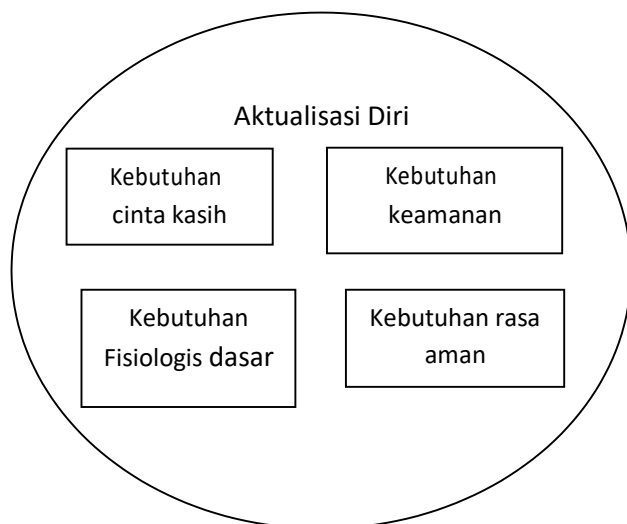 Aktualisasi Diri
Kebutuhan
cinta kasih
Kebutuhan
keamanan
Kebutuhan
Fisiologis dasar
Kebutuhan rasa
aman